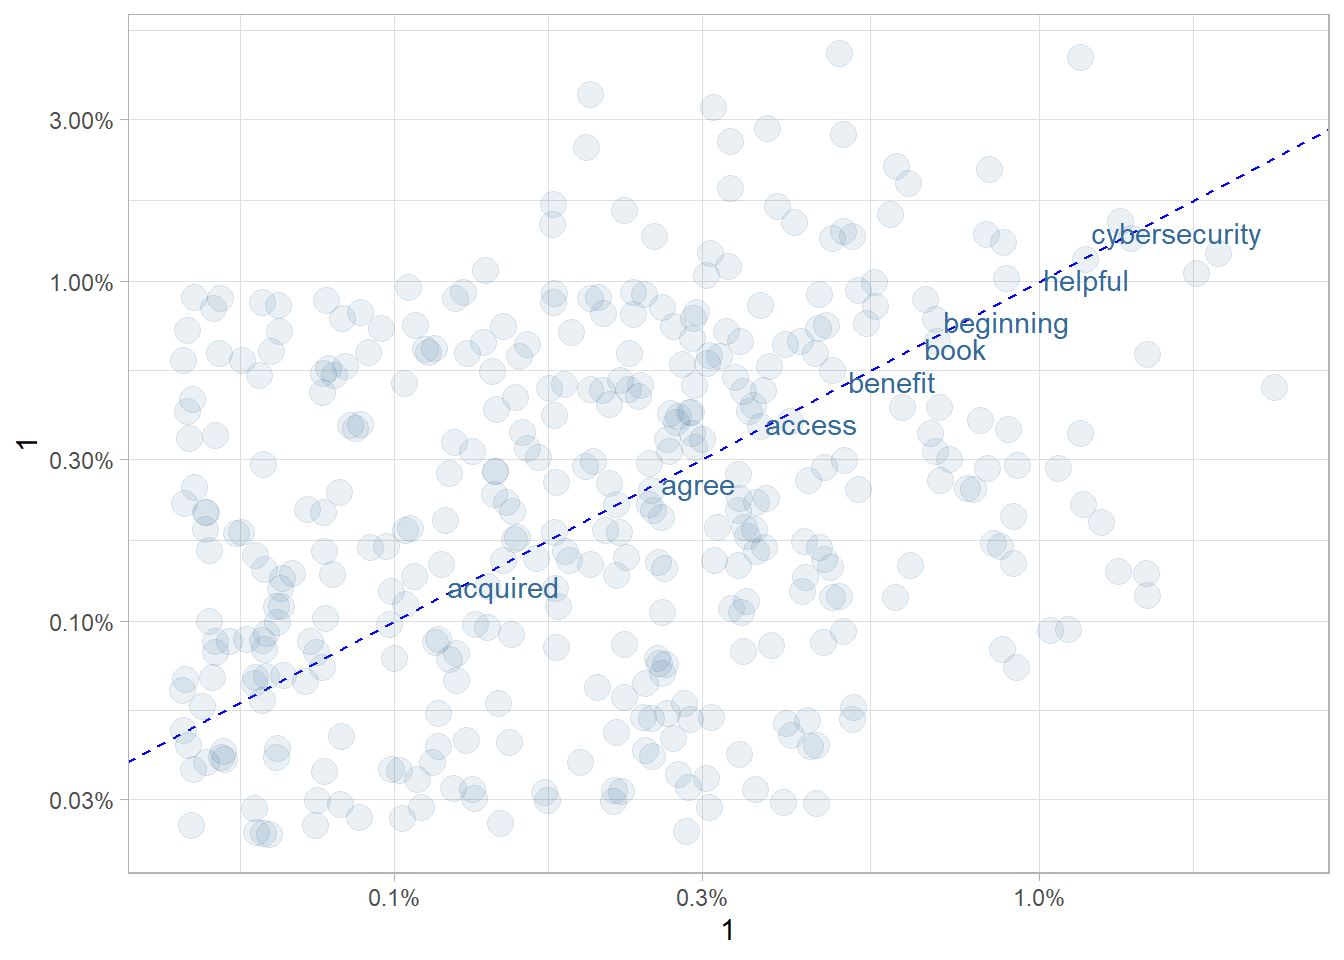 3.00%
1.00%
0.30%
0.10%
0.03%
1
cybersecurity
helpful
beginning
book
benefit
access
agree
acquired
0.1%
0.3%
1.0%
1